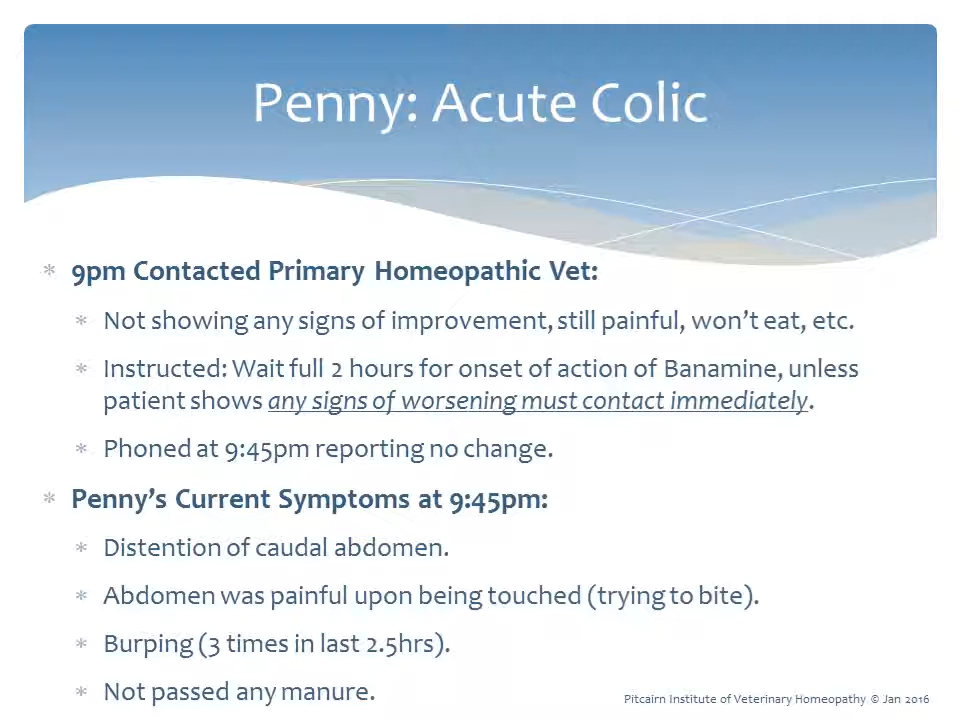 Penny: Acute Colic
* 9pm Contacted Primary Homeopathic Vet:
* Not showing any signs of improvement, still painful, won't eat, etc.
* Instructed: Wait full 2 hours for onset of action of Banamine, unless
patient shows any signs of worsening must contact immediately.
* Phoned at 9:45pm reporting no change.
* Penny's Current Symptoms at 9:45pm:
* Distention of caudal abdomen.
* Abdomen was painful upon being touched (trying to bite).
* Burping (3 times in last 2.5hrs).
* Not passed any manure.
Pitcairn Institute of Veterinary Homeopathy © Jan 2016